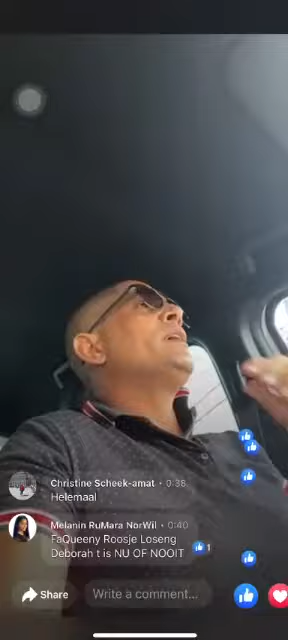 Christine Scheek-amat • 0:38
Helemaal
Melanin RuMara NorWil • 0:40
FaQueeny Roosje Loseng
Deborah t is NU OF NOOIT 1
Share
Write a comment...